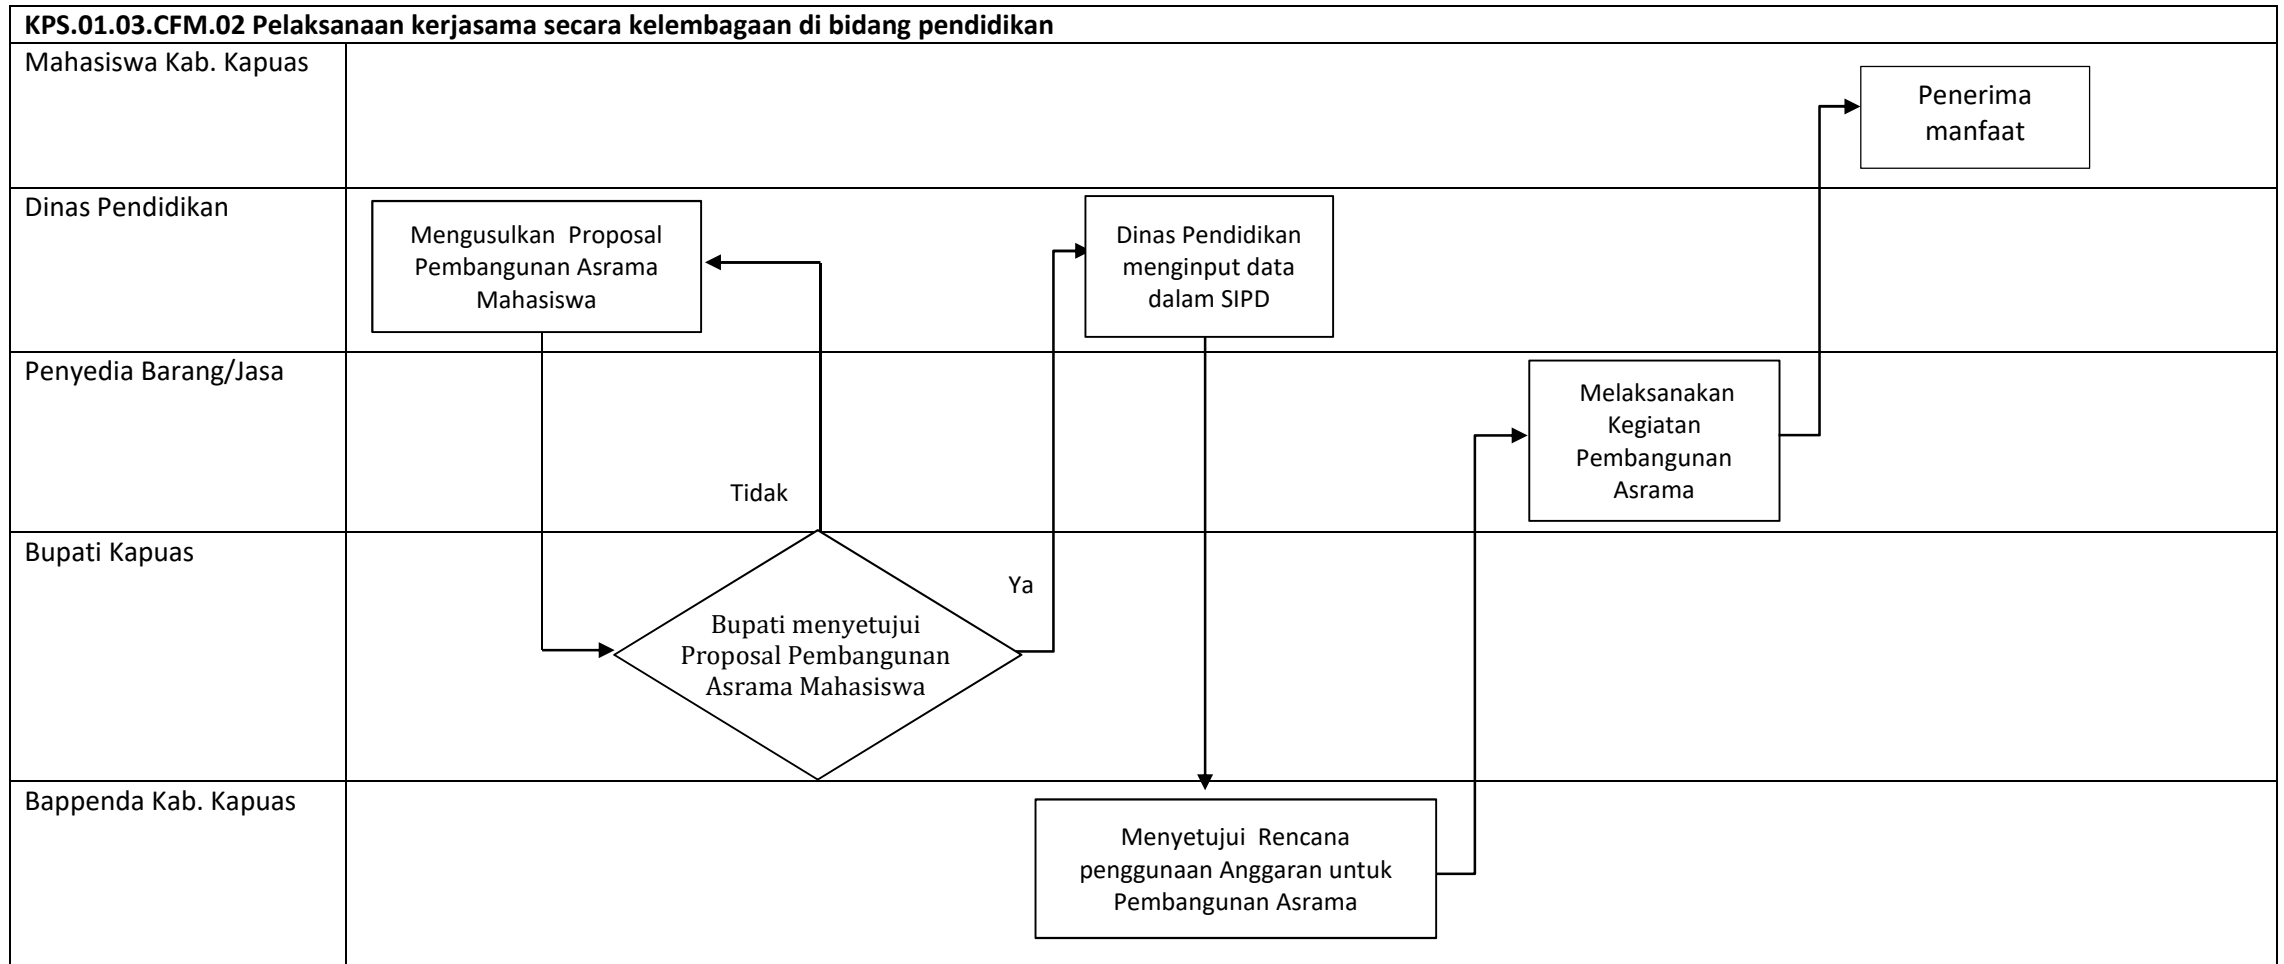 KPS.01.03.CFM.02 Pelaksanaan kerjasama secara kelembagaan di bidang pendidikan
Mahasiswa Kab. Kapuas
Penerima
manfaat
Dinas Pendidikan
Mengusulkan Proposal
Pembangunan Asrama
Mahasiswa
Dinas Pendidikan
menginput data
dalam SIPD
Penyedia Barang/Jasa
Melaksanakan
Kegiatan
Pembangunan
Asrama
Tidak
Bupati Kapuas
Ya
Bupati menyetujui
Proposal Pembangunan
Asrama Mahasiswa
Bappenda Kab. Kapuas
Menyetujui Rencana
penggunaan Anggaran untuk
Pembangunan Asrama